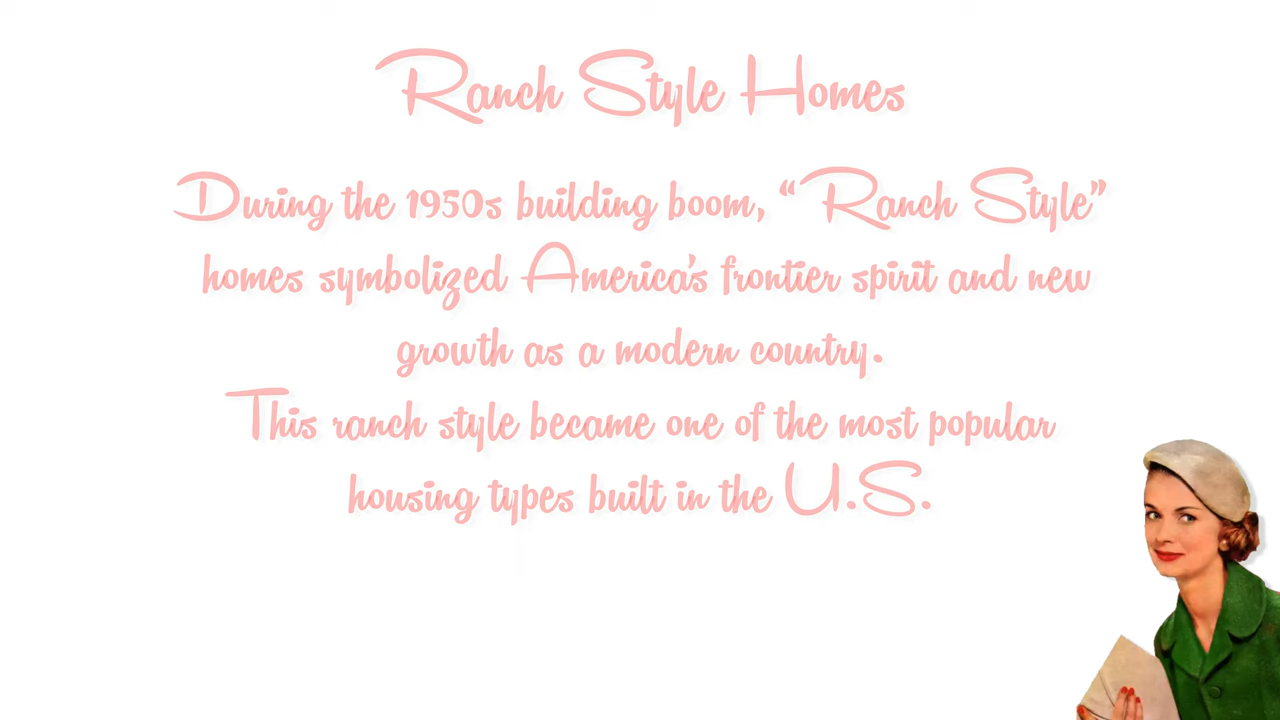 Ranch Style Homes
During the 1950s building boom, “Ranch Style”
homes symbolized America's frontier spirit and new
growth as a modern country.
This ranch style became one of the most popular
housing types built in the U.S.